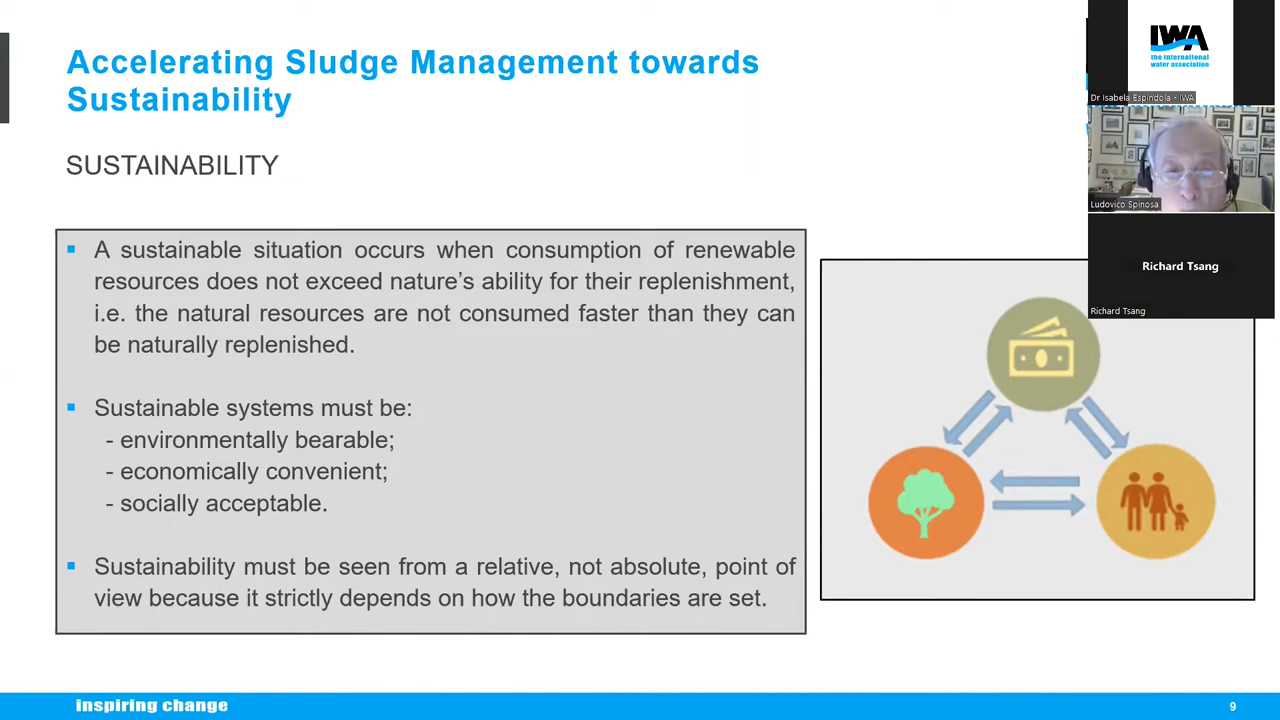 Accelerating Sludge Management towards
Sustainability
SUSTAINABILITY
▪ A sustainable situation occurs when consumption of renewable
resources does not exceed nature’s ability for their replenishment,
i.e. the natural resources are not consumed faster than they can
be naturally replenished.
▪ Sustainable systems must be:
- environmentally bearable;
- economically convenient;
- socially acceptable.
▪ Sustainability must be seen from a relative, not absolute, point of
view because it strictly depends on how the boundaries are set.
IWA
the international
water association
Dr Isabela Espindola - IWA
Ludovico Spinosa
Richard Tsang
Richard Tsang
inspiring change
9